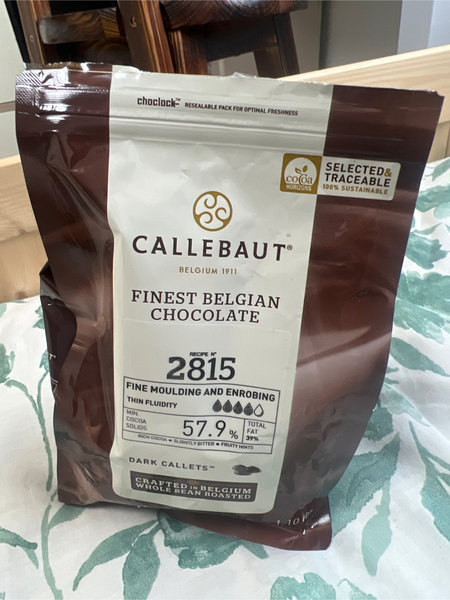 choclock™ RESEALABLE PACK FOR OPTIMAL FRESHNESS
cocoa
HORIZONS
SELECTED&
TRACEABLE
100% SUSTAINABLE
CALLEBAUT®
BELGIUM 1911
FINEST BELGIAN
CHOCOLATE
RECIPE N°
2815
FINE MOULDING AND ENROBING
THIN FLUIDITY
MIN.
COCOA
SOLIDS
57.9%
TOTAL
FAT
39%
RICH COCOA • SLIGHTLY BITTER • FRUITY HINTS
DARK CALLETS™
CRAFTED IN BELGIUM
WHOLE BEAN ROASTED